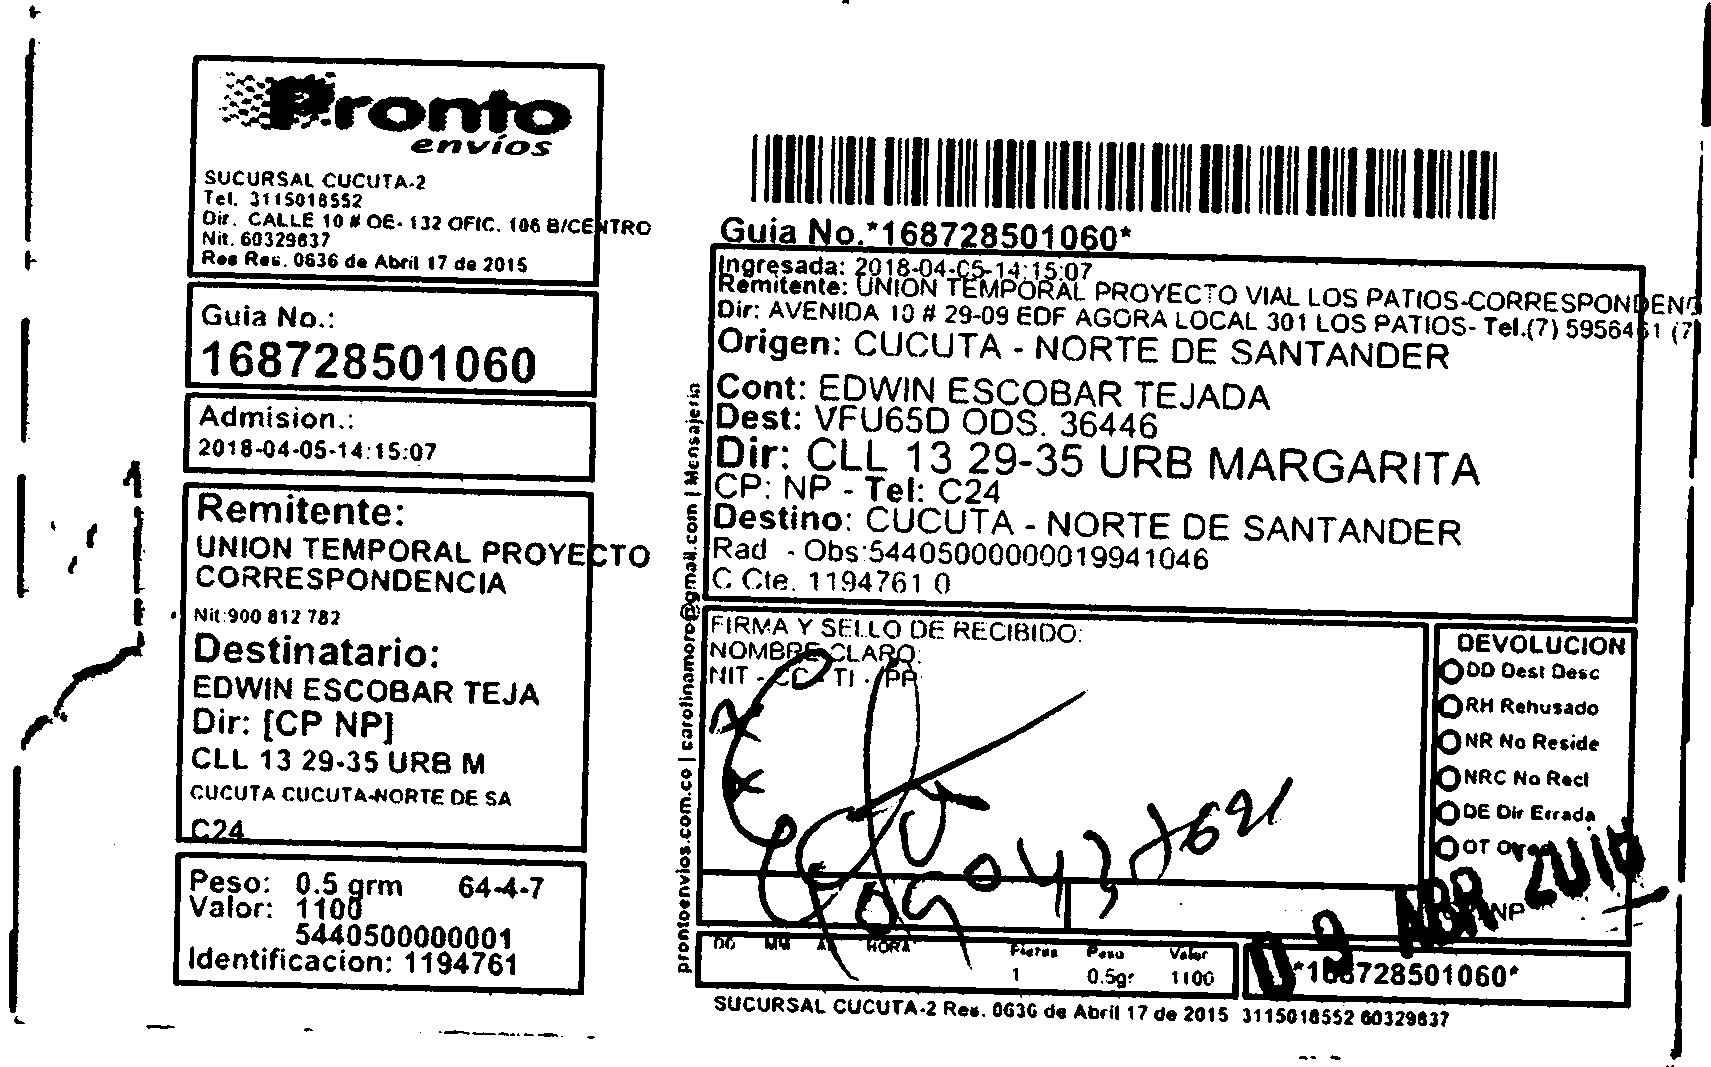 Pronto
envíos
SUCURSAL CUCUTA-2
Tel. 3115018552
Dir. CALLE 10 # OE- 132 OFIC. 106 B/CENTRO
Nit. 60329837
Res Res. 0636 de Abril 17 de 2015
Guia No.:
168728501060
Admision.:
2018-04-05-14:15:07
Remitente:
UNION TEMPORAL PROYECTO
CORRESPONDENCIA
Nit:900 812 782
Destinatario:
EDWIN ESCOBAR TEJA
Dir: [CP NP]
CLL 13 29-35 URB M
CUCUTA CUCUTA-NORTE DE SA
C24
Peso: 0.5 grm 64-4-7
Valor: 1100
5440500000001
Identificacion: 1194761
prontoenvios.com.co | carolinamoro@gmail.com | Mensajeria
Guia No.*168728501060*
Ingresada: 2018-04-05-14:15:07
Remitente: UNION TEMPORAL PROYECTO VIAL LOS PATIOS-CORRESPONDENC
Dir: AVENIDA 10 # 29-09 EDF AGORA LOCAL 301 LOS PATIOS- Tel.(7) 5956461 (7)
Origen: CUCUTA - NORTE DE SANTANDER
Cont: EDWIN ESCOBAR TEJADA
Dest: VFU65D ODS. 36446
Dir: CLL 13 29-35 URB MARGARITA
CP: NP - Tel: C24
Destino: CUCUTA - NORTE DE SANTANDER
Rad - Obs:544050000000019941046
C Cte. 1194761 0
FIRMA Y SELLO DE RECIBIDO:
NOMBRE CLARO:
NIT - CC - TI - PP
DEVOLUCION
DD Dest Desc
RH Rehusado
NR No Reside
NRC No Recl
DE Dir Errada
OT Otros
NP
09 ABR 2018
DD MM AA HORA
Piezas Peso Valor
1 0.5gr 1100
*168728501060*
SUCURSAL CUCUTA-2 Res. 0636 de Abril 17 de 2015 3115018552 60329837